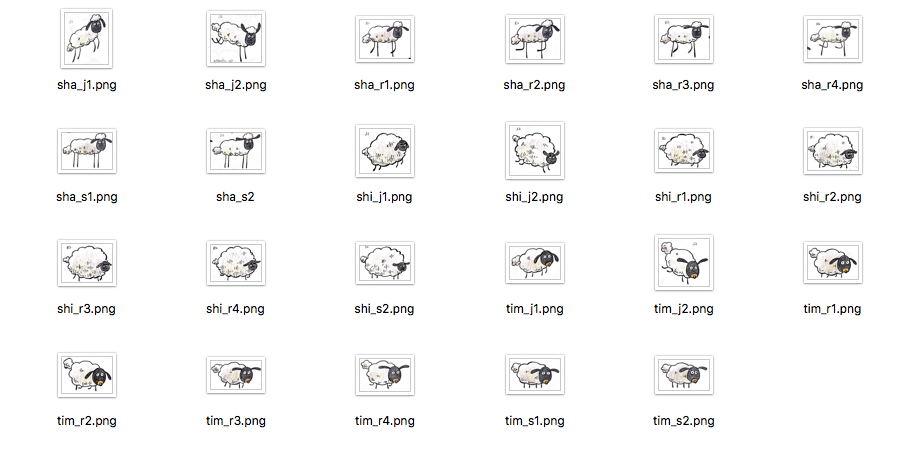 sha_j1.png
sha_j2.png
sha_r1.png
sha_r2.png
sha_r3.png
sha_r4.png
sha_s1.png
sha_s2
shi_j1.png
shi_j2.png
shi_r1.png
shi_r2.png
shi_r3.png
shi_r4.png
shi_s2.png
tim_j1.png
tim_j2.png
tim_r1.png
tim_r2.png
tim_r3.png
tim_r4.png
tim_s1.png
tim_s2.png